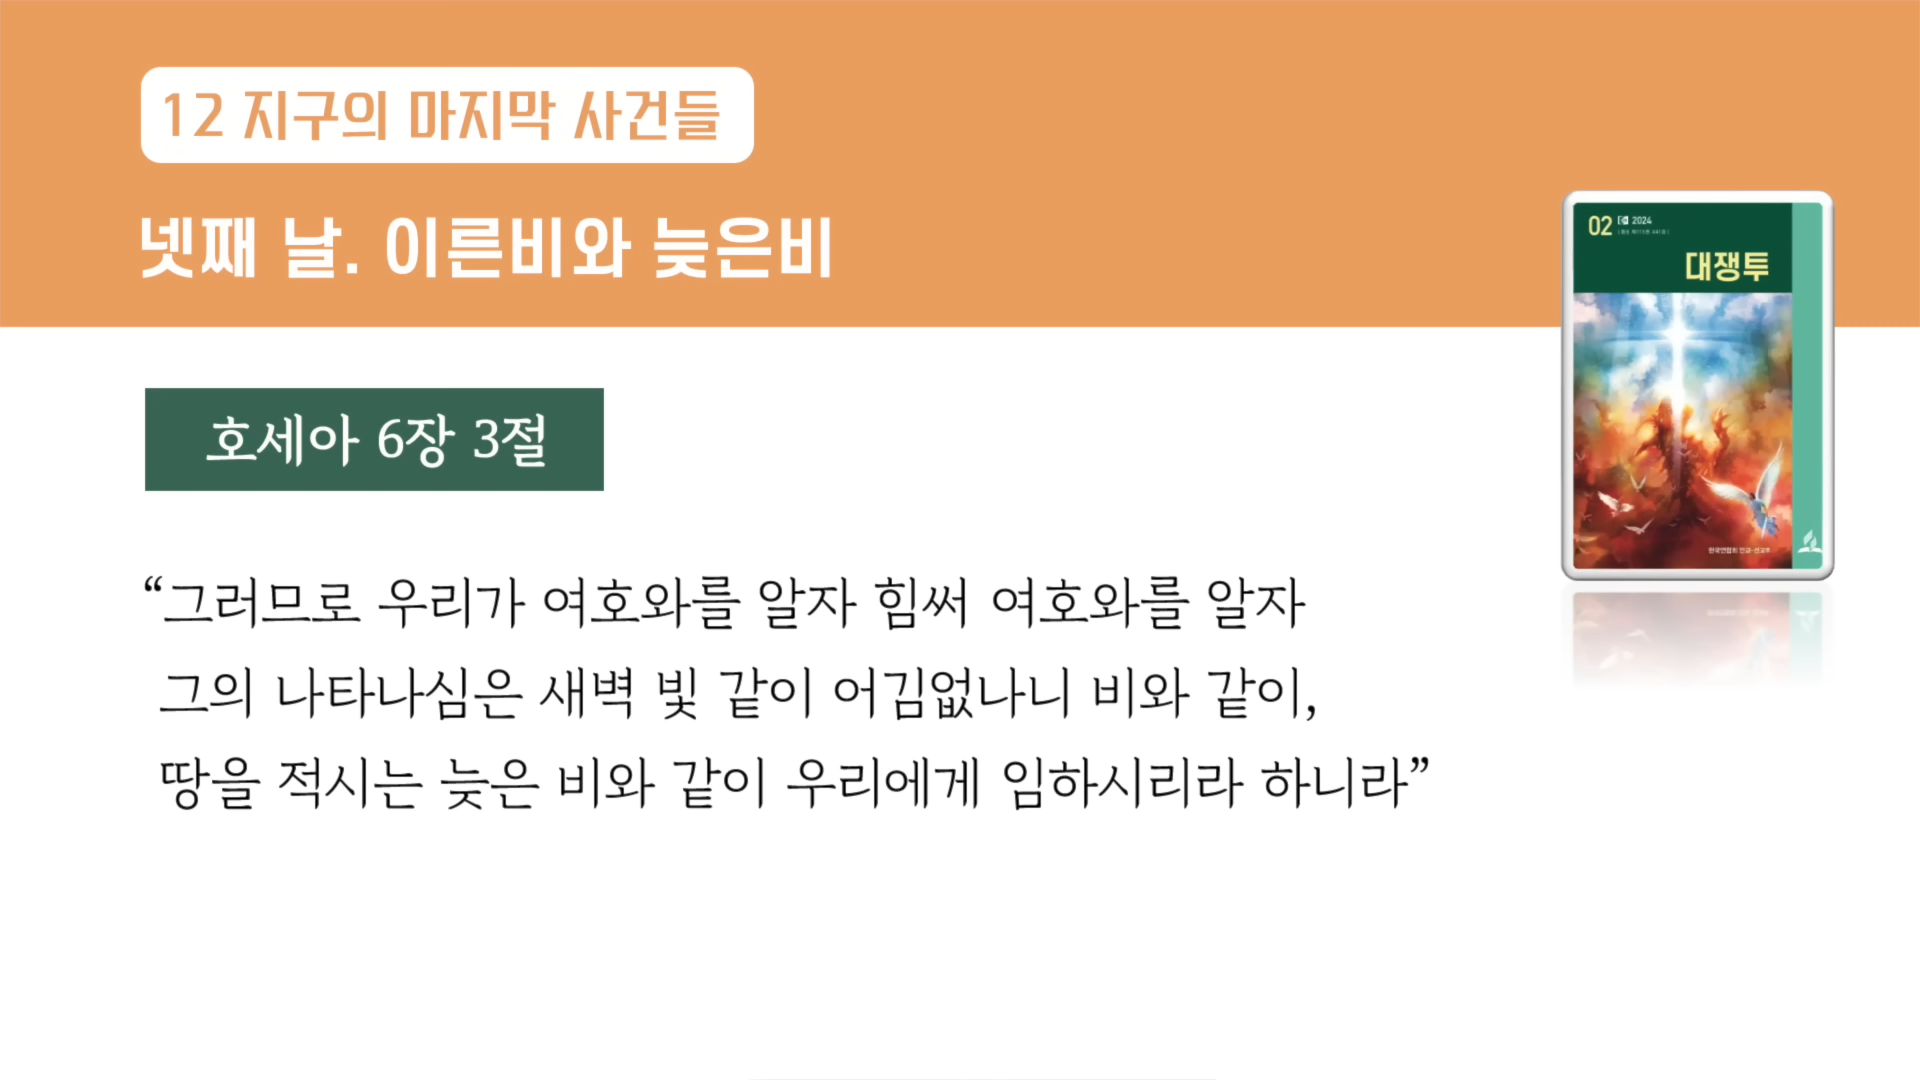 12 지구의 마지막 사건들
넷째 날. 이른비와 늦은비
02 2024
대쟁투
호세아 6장 3절
“그러므로 우리가 여호와를 알자 힘써 여호와를 알자
그의 나타나심은 새벽 빛 같이 어김없나니 비와 같이,
땅을 적시는 늦은 비와 같이 우리에게 임하시리라 하니라”